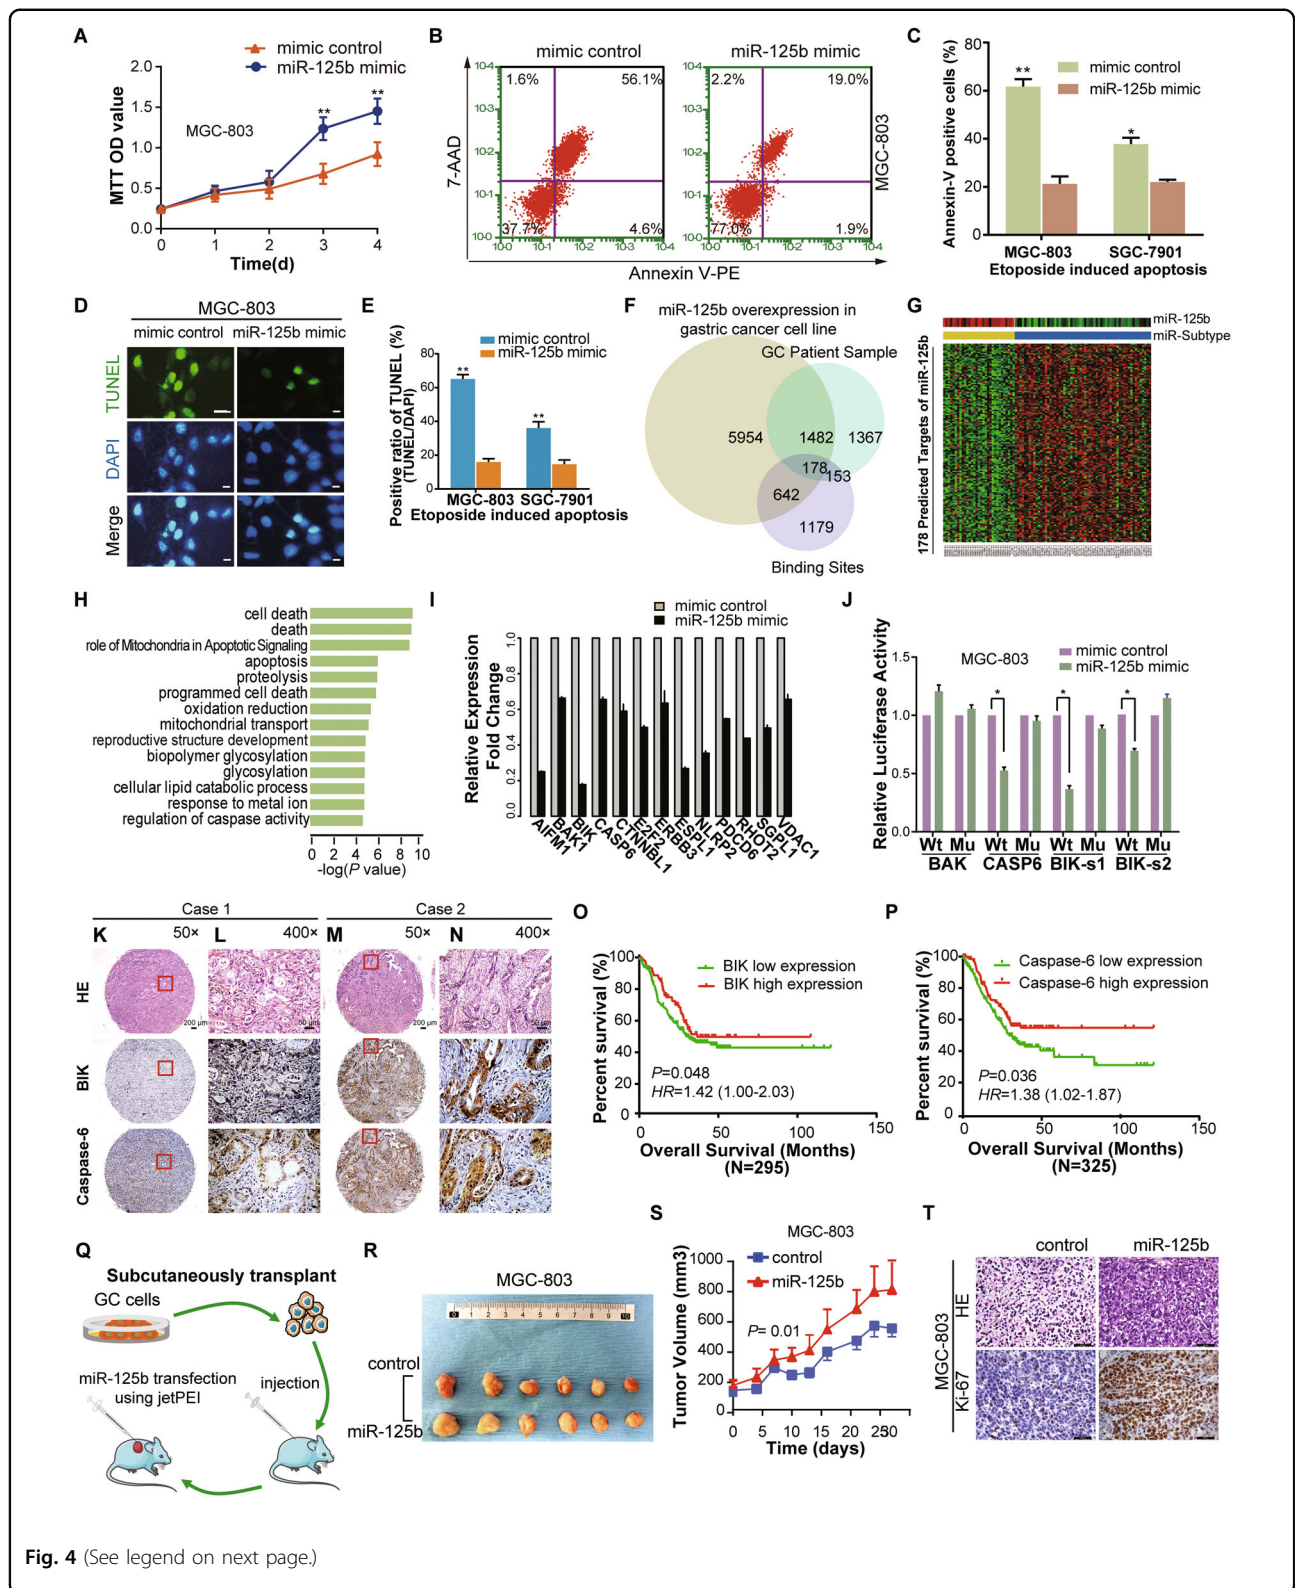 A
mimic control
miR-125b mimic
MTT OD value
2.0
1.5
1.0
0.5
0.0
MGC-803
**
**
0
1
2
3
4
Time(d)
B
mimic control
miR-125b mimic
7-AAD
MGC-803
1.6%
56.1%
37.7%
4.6%
2.2%
19.0%
77.0%
1.9%
Annexin V-PE
C
Annexin-V positive cells (%)
80
60
40
20
0
mimic control
miR-125b mimic
**
*
MGC-803
SGC-7901
Etoposide induced apoptosis
D
MGC-803
mimic control
miR-125b mimic
TUNEL
DAPI
Merge
E
Positive ratio of TUNEL (%)
(TUNEL/DAPI)
mimic control
miR-125b mimic
80
60
40
20
0
**
**
MGC-803
SGC-7901
Etoposide induced apoptosis
F
miR-125b overexpression in
gastric cancer cell line
GC Patient Sample
5954
1482
1367
178
153
642
1179
Binding Sites
G
miR-125b
miR-Subtype
178 Predicted Targets of miR-125b
H
cell death
death
role of Mitochondria in Apoptotic Signaling
apoptosis
proteolysis
programmed cell death
oxidation reduction
mitochondrial transport
reproductive structure development
biopolymer glycosylation
glycosylation
cellular lipid catabolic process
response to metal ion
regulation of caspase activity
0 2 4 6 8 10
-log(P value)
I
mimic control
miR-125b mimic
Relative Expression
Fold Change
1.0
0.8
0.6
0.4
0.2
0.0
AIFM1
BAK1
BIK
CASP6
CTNNBL1
E2F2
ERBB3
ESPL1
NLRP2
PDCD6
RHOT2
SGPL1
VDAC1
J
mimic control
miR-125b mimic
MGC-803
Relative Luciferase Activity
1.5
1.0
0.5
0.0
*
*
*
Wt Mu Wt Mu Wt Mu Wt Mu
BAK CASP6 BIK-s1 BIK-s2
Case 1
Case 2
K 50× L 400× M 50× N 400×
HE
200 µm
50 µm
200 µm
BIK
Caspase-6
O
Percent survival (%)
100
80
60
40
20
0
BIK low expression
BIK high expression
P=0.048
HR=1.42 (1.00-2.03)
0 50 100 150
Overall Survival (Months)
(N=295)
P
Percent survival (%)
100
80
60
40
20
0
Caspase-6 low expression
Caspase-6 high expression
P=0.036
HR=1.38 (1.02-1.87)
0 50 100 150
Overall Survival (Months)
(N=325)
Q
Subcutaneously transplant
GC cells
miR-125b transfection
using jetPEI
injection
R
MGC-803
0 1 2 3 4 5 6 7 8 9 10
control
miR-125b
S
MGC-803
control
miR-125b
Tumor Volume (mm3)
1000
800
600
400
200
0
P= 0.01
0 5 10 15 20 25 30
Time (days)
T
control
miR-125b
MGC-803
HE
Ki-67
Fig. 4 (See legend on next page.)